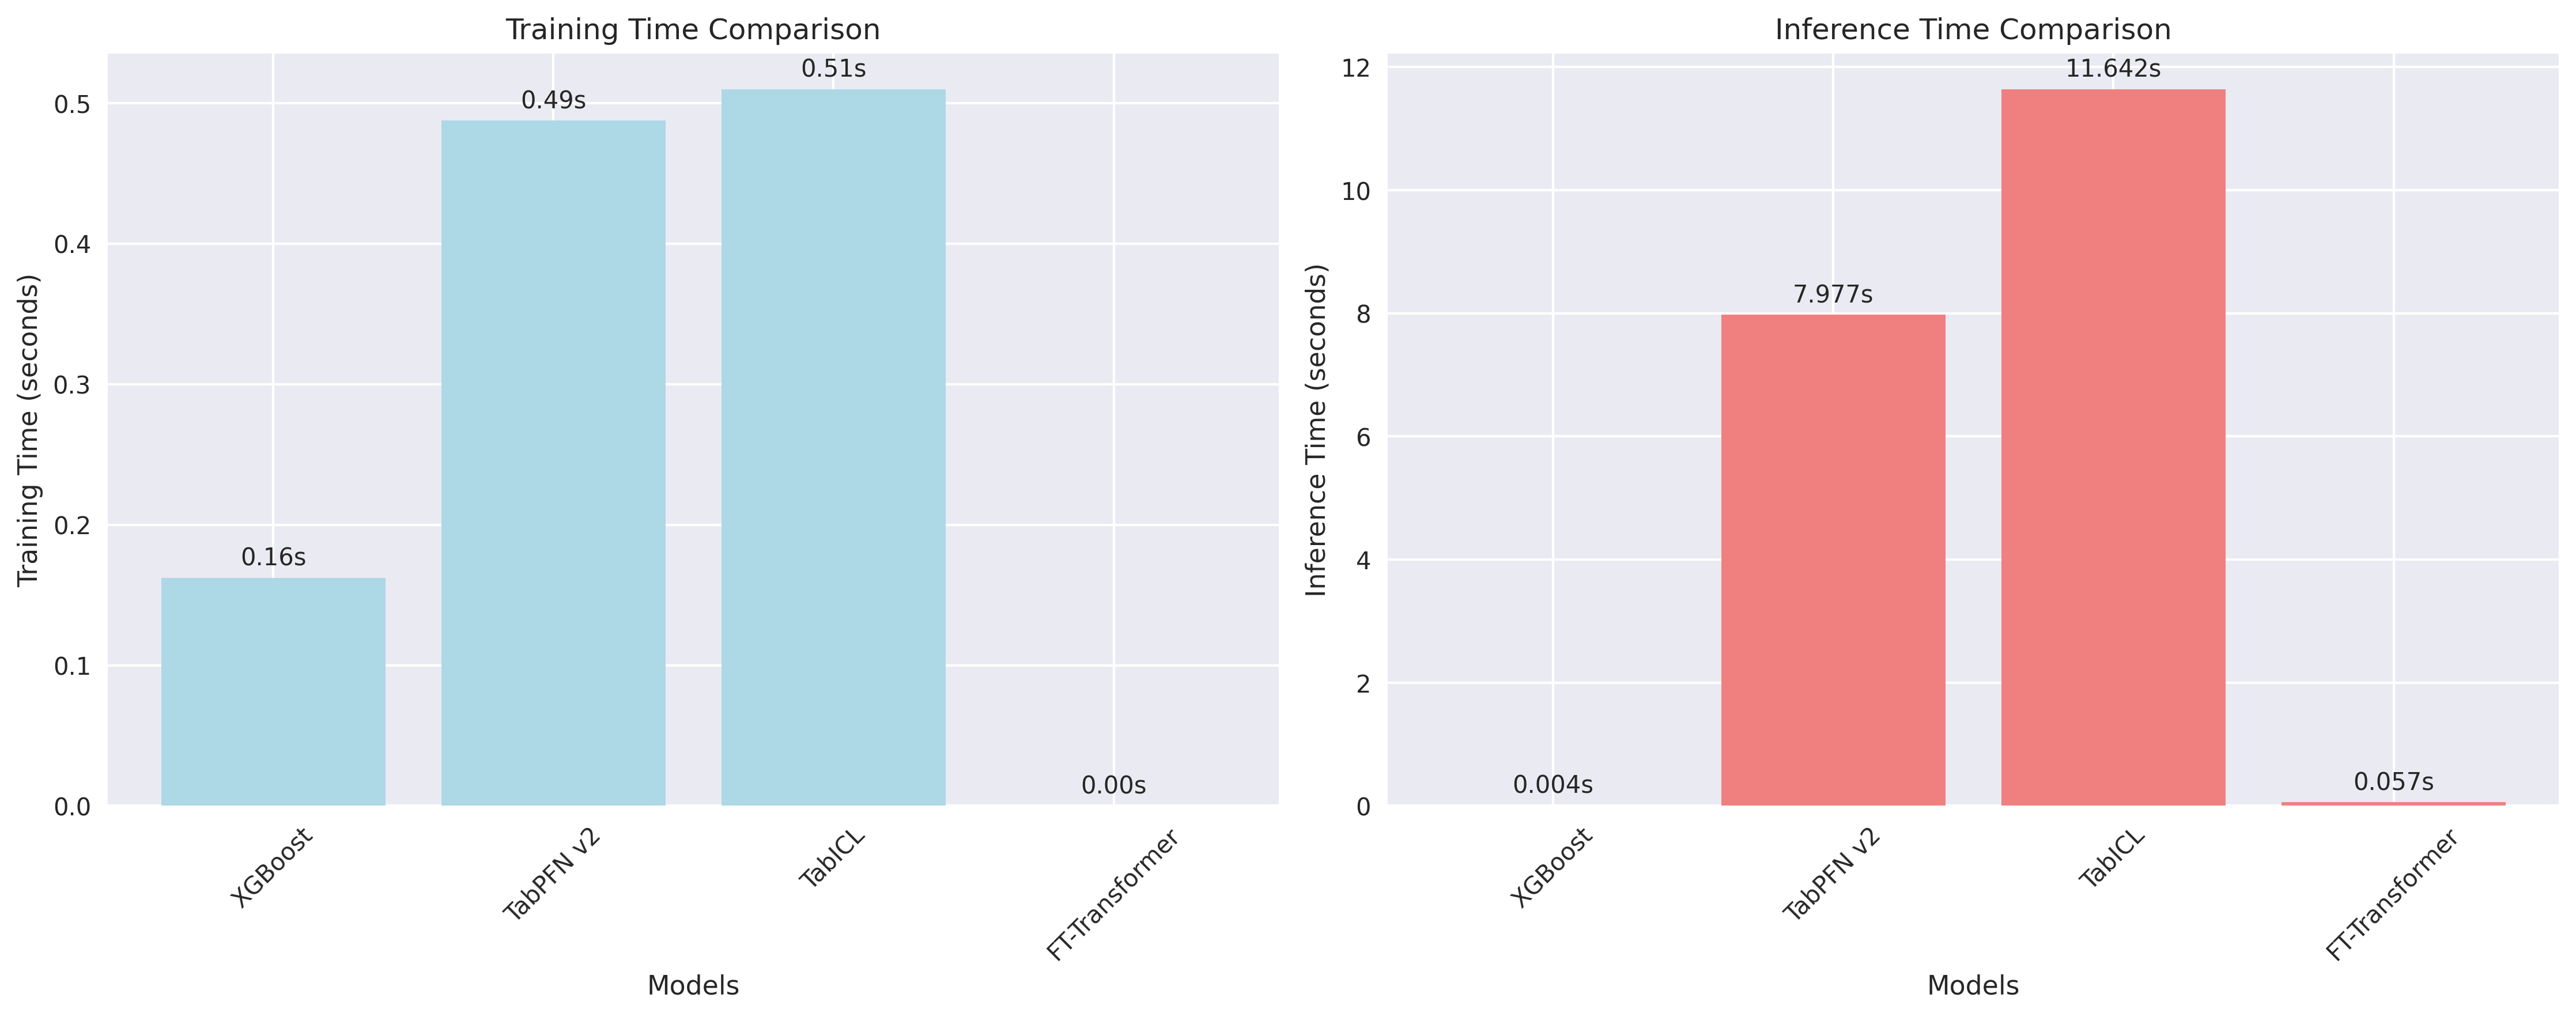 Training Time Comparison
Training Time (seconds)
0.5
0.4
0.3
0.2
0.1
0.0
0.16s
0.49s
0.51s
0.00s
XGBoost
TabPFN v2
TabICL
FT-Transformer
Models
Inference Time Comparison
Inference Time (seconds)
12
10
8
6
4
2
0
0.004s
7.977s
11.642s
0.057s
XGBoost
TabPFN v2
TabICL
FT-Transformer
Models